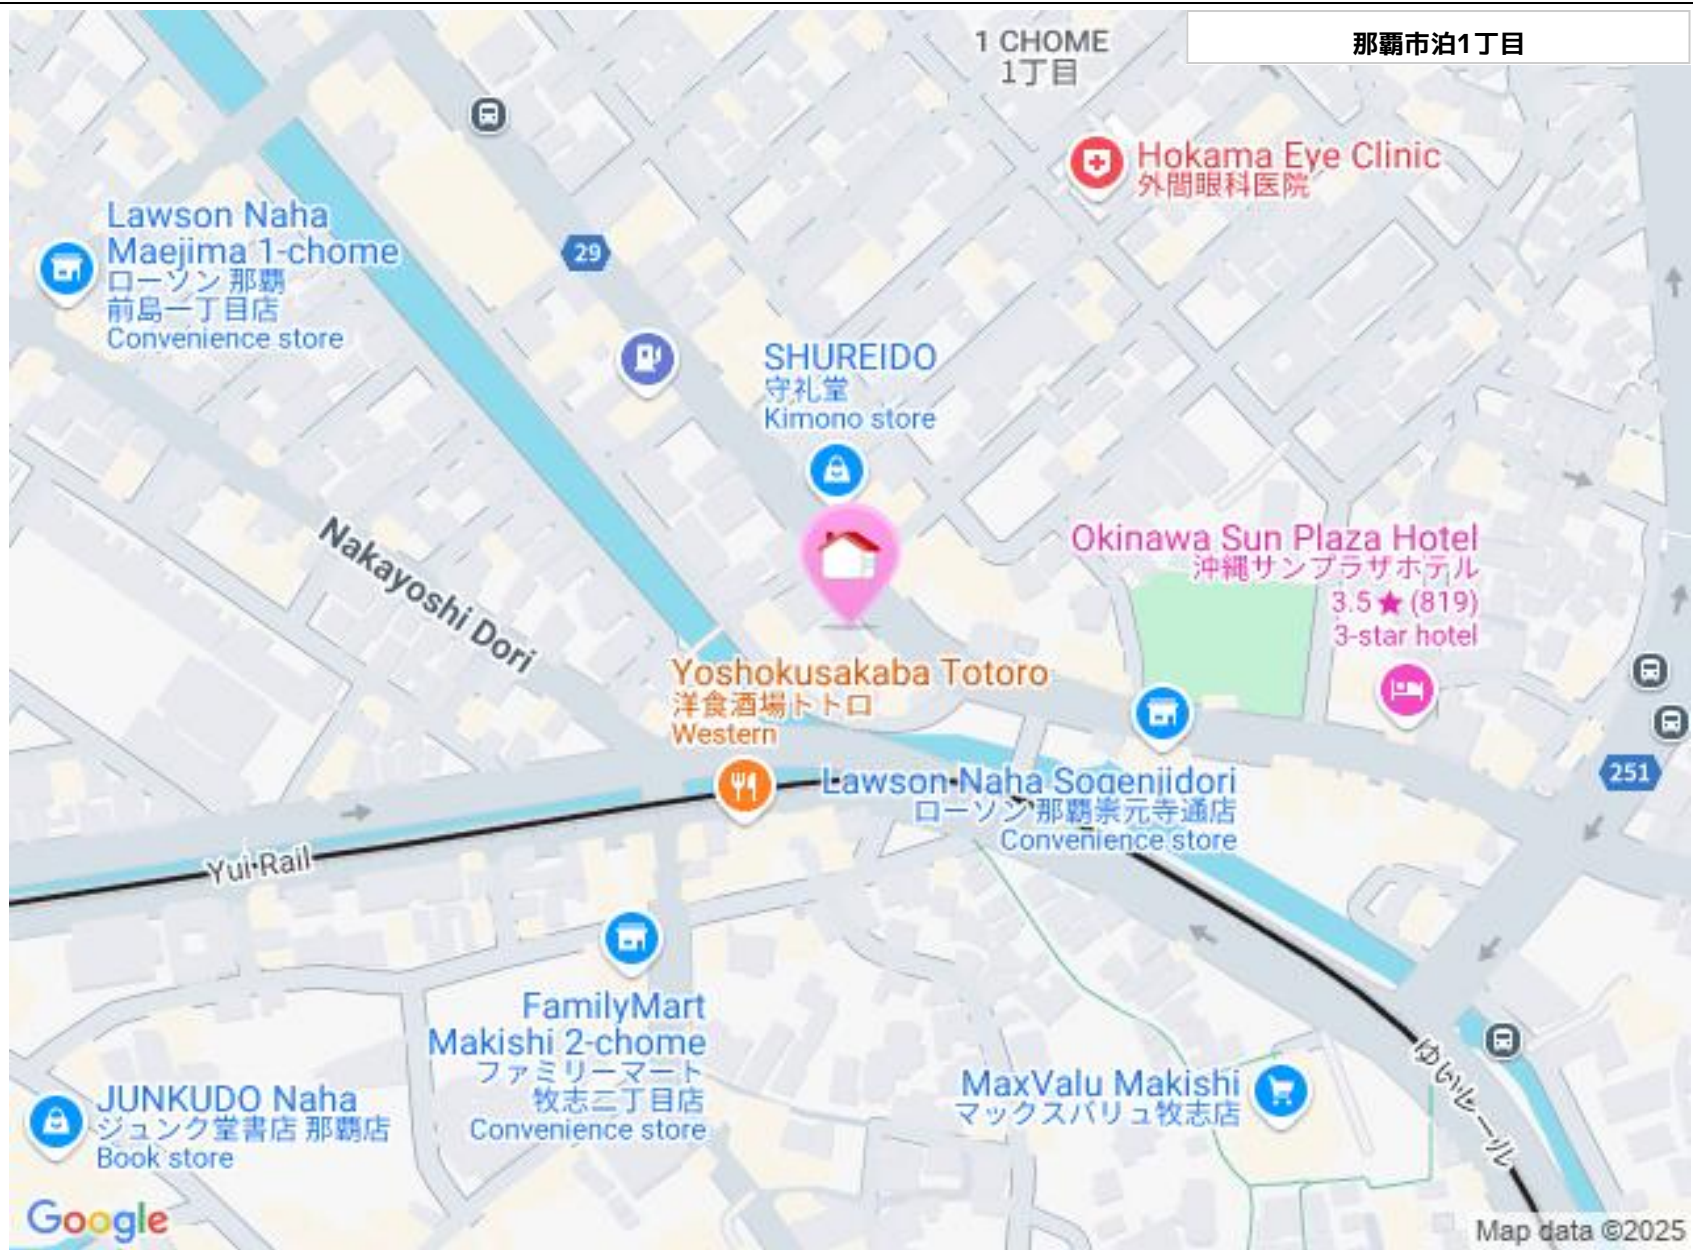 那覇市泊1丁目
1 CHOME
1丁目
Hokama Eye Clinic
外間眼科医院
Lawson Naha
Maejima 1-chome
ローソン 那覇
前島一丁目店
Convenience store
29
SHUREIDO
守礼堂
Kimono store
Nakayoshi Dori
Okinawa Sun Plaza Hotel
沖縄サンプラザホテル
3.5★(819)
3-star hotel
Yoshokusakaba Totoro
洋食酒場トトロ
Western
251
Lawson Naha Sogenjidori
ローソン 那覇崇元寺通店
Convenience store
Yui Rail
FamilyMart
Makishi 2-chome
ファミリーマート
牧志二丁目店
Convenience store
ゆいレール
MaxValu Makishi
マックスバリュ牧志店
JUNKUDO Naha
ジュンク堂書店 那覇店
Book store
Google
Map data ©2025